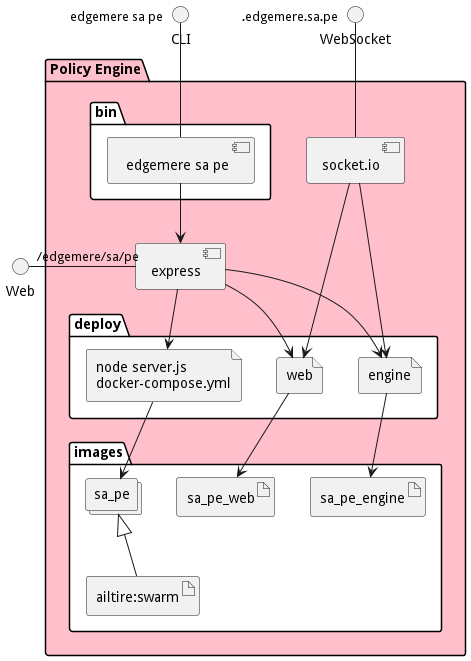 edgemere sa pe
.edgemere.sa.pe
CLI
WebSocket
Policy Engine
bin
edgemere sa pe
socket.io
/edgemere/sa/pe
express
Web
deploy
node server.js
docker-compose.yml
web
engine
images
sa_pe
sa_pe_web
sa_pe_engine
ailtire:swarm